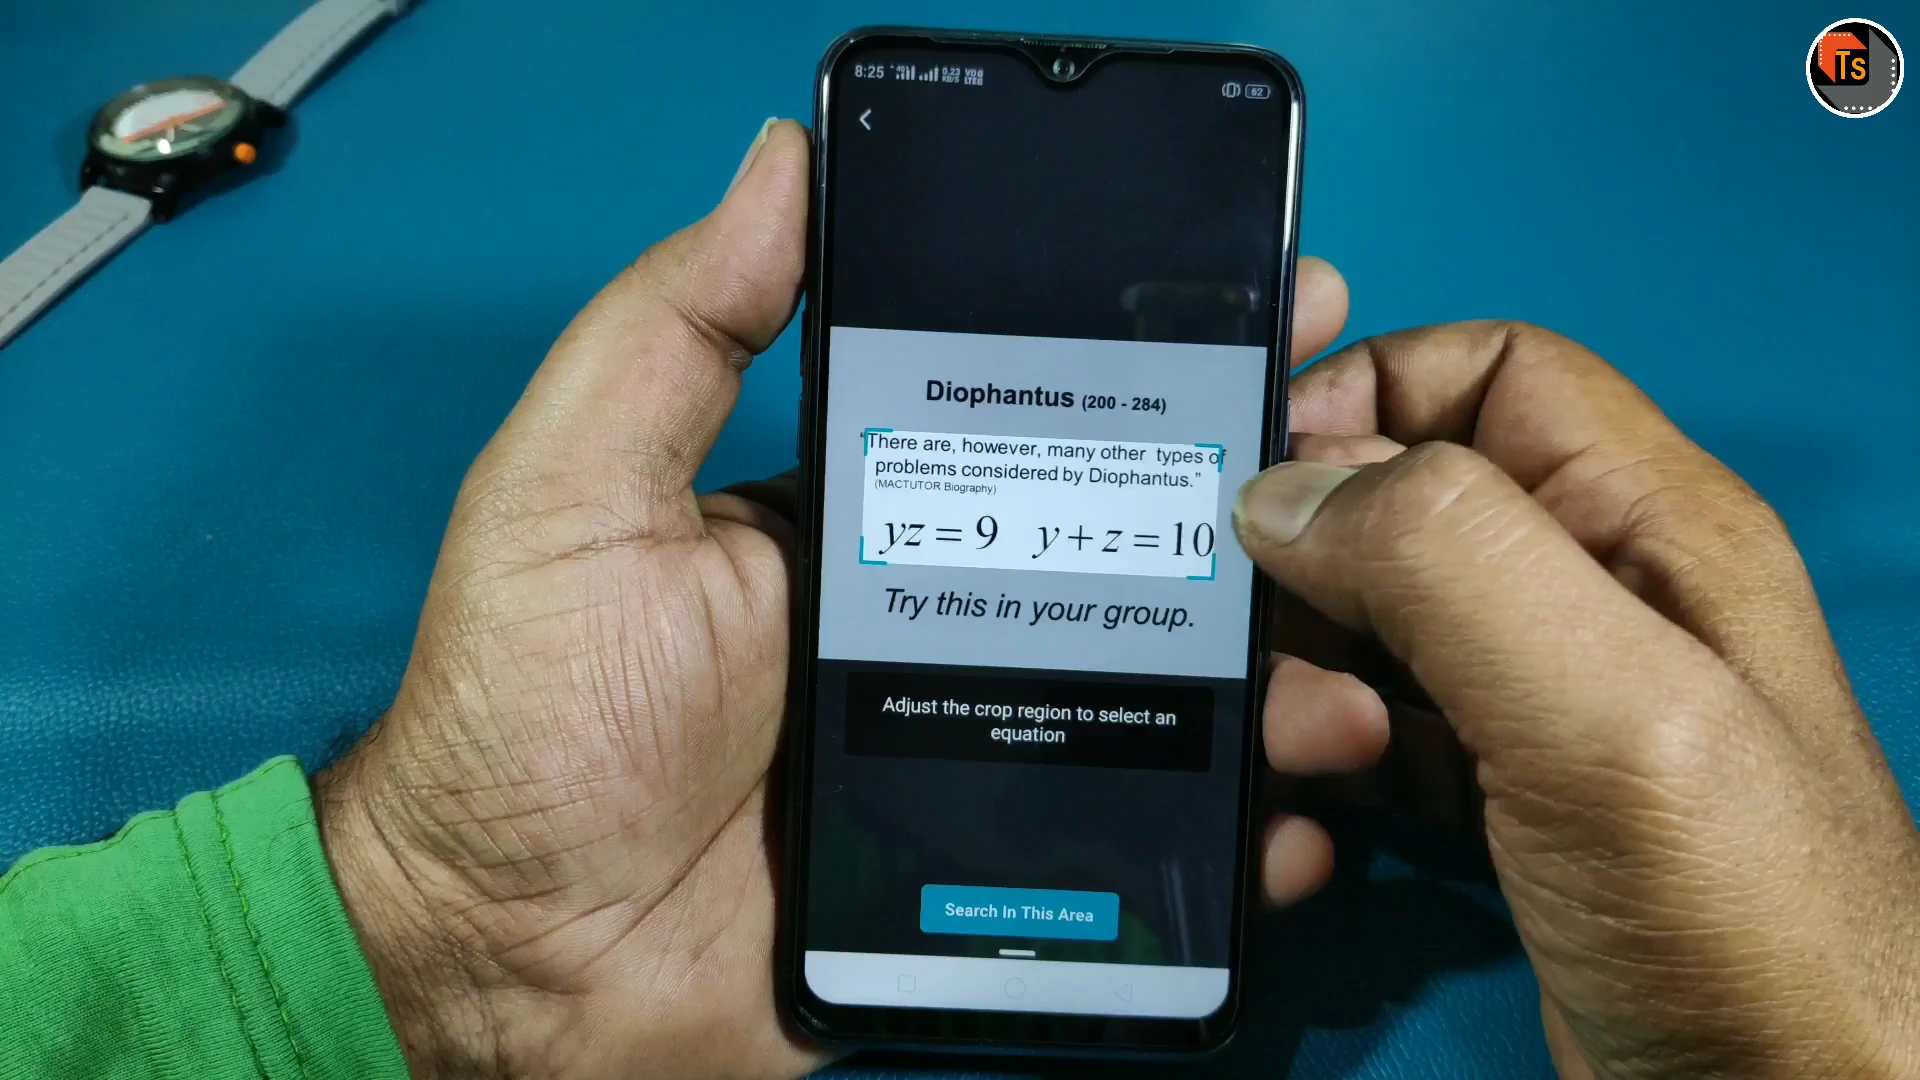 Ts
8:25
62
Diophantus (200 - 284)
“There are, however, many other types of
problems considered by Diophantus.”
(MACTUTOR Biography)
yz = 9 y + z = 10
Try this in your group.
Adjust the crop region to select an
equation
Search In This Area